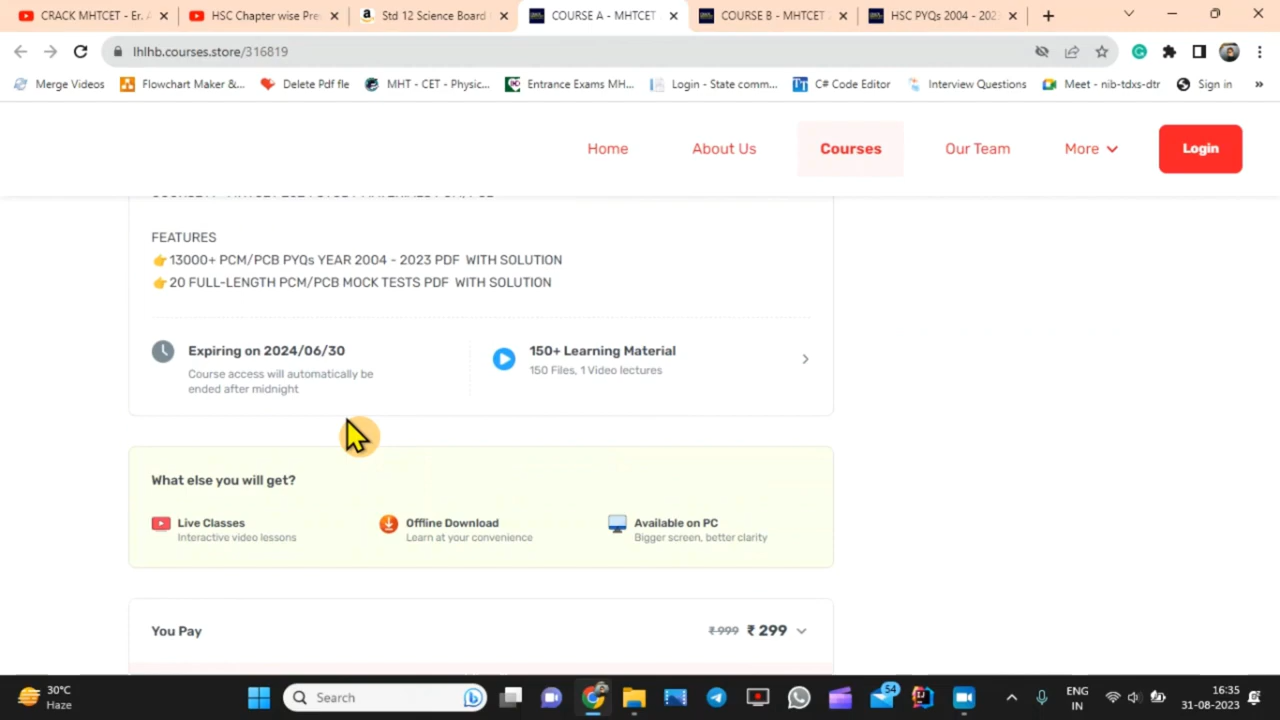 CRACK MHTCET - Er. A
HSC Chapter wise Pre
Std 12 Science Board
COURSE A - MHTCET
COURSE B - MHTCET 2
HSC PYQs 2004 - 2023
lhlhb.courses.store/316819
Merge Videos
Flowchart Maker &...
Delete Pdf fle
MHT - CET - Physic...
Entrance Exams MH...
Login - State comm...
C# Code Editor
Interview Questions
Meet - nib-tdxs-dtr
Sign in
»
Home
About Us
Courses
Our Team
More
Login
FEATURES
👉13000+ PCM/PCB PYQs YEAR 2004 - 2023 PDF WITH SOLUTION
👉20 FULL-LENGTH PCM/PCB MOCK TESTS PDF WITH SOLUTION
Expiring on 2024/06/30
Course access will automatically be
ended after midnight
150+ Learning Material
150 Files, 1 Video lectures
What else you will get?
Live Classes
Interactive video lessons
Offline Download
Learn at your convenience
Available on PC
Bigger screen, better clarity
You Pay
₹ 999 ₹ 299
30°C
Haze
Search
54
ENG
IN
16:35
31-08-2023